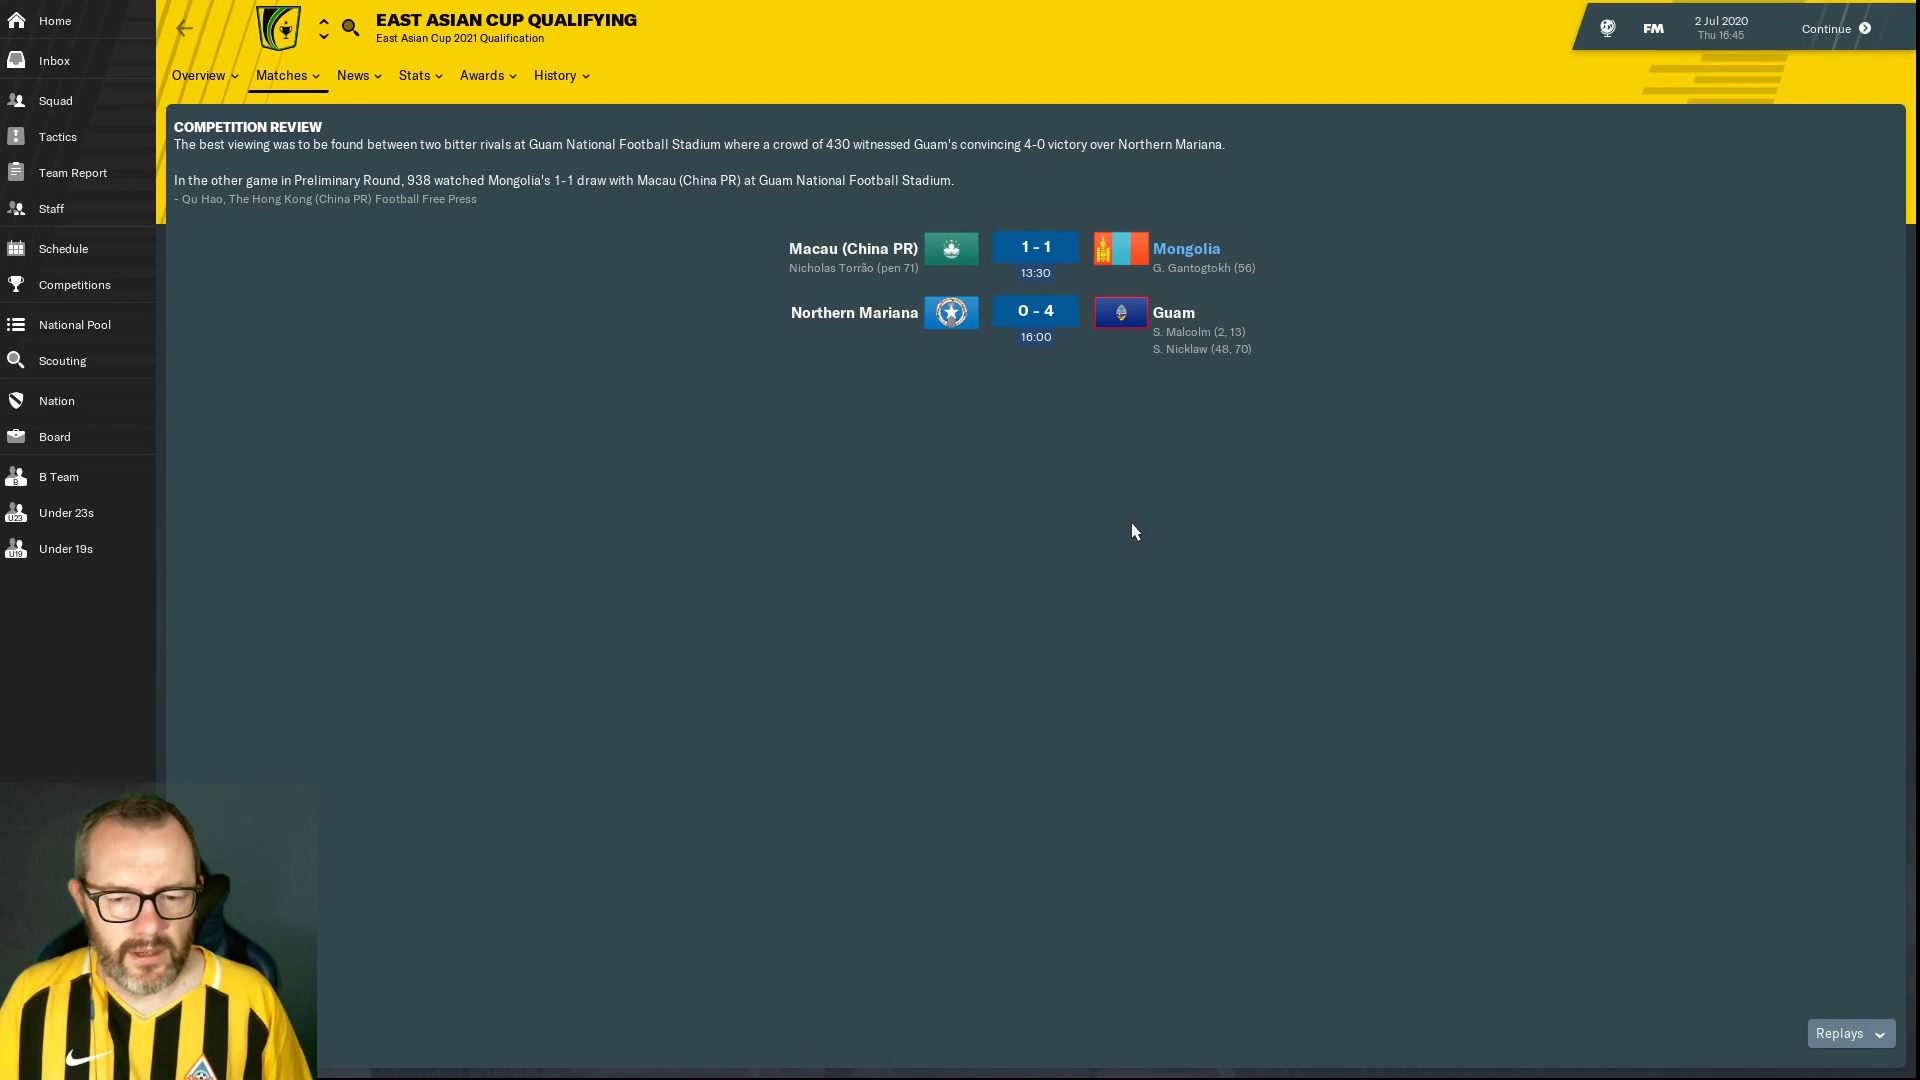 Home
Inbox
Squad
Tactics
Team Report
Staff
Schedule
Competitions
National Pool
Scouting
Nation
Board
B
B Team
U23
Under 23s
U19
Under 19s
EAST ASIAN CUP QUALIFYING
East Asian Cup 2021 Qualification
FM
2 Jul 2020
Thu 16:45
Continue
Overview
Matches
News
Stats
Awards
History
COMPETITION REVIEW
The best viewing was to be found between two bitter rivals at Guam National Football Stadium where a crowd of 430 witnessed Guam's convincing 4-0 victory over Northern Mariana.
In the other game in Preliminary Round, 938 watched Mongolia's 1-1 draw with Macau (China PR) at Guam National Football Stadium.
- Qu Hao, The Hong Kong (China PR) Football Free Press
Macau (China PR) 1 - 1 Mongolia
Nicholas Torrão (pen 71) 13:30 G. Gantogtokh (56)
Northern Mariana 0 - 4 Guam
16:00 S. Malcolm (2, 13)
S. Nicklaw (48, 70)
Replays